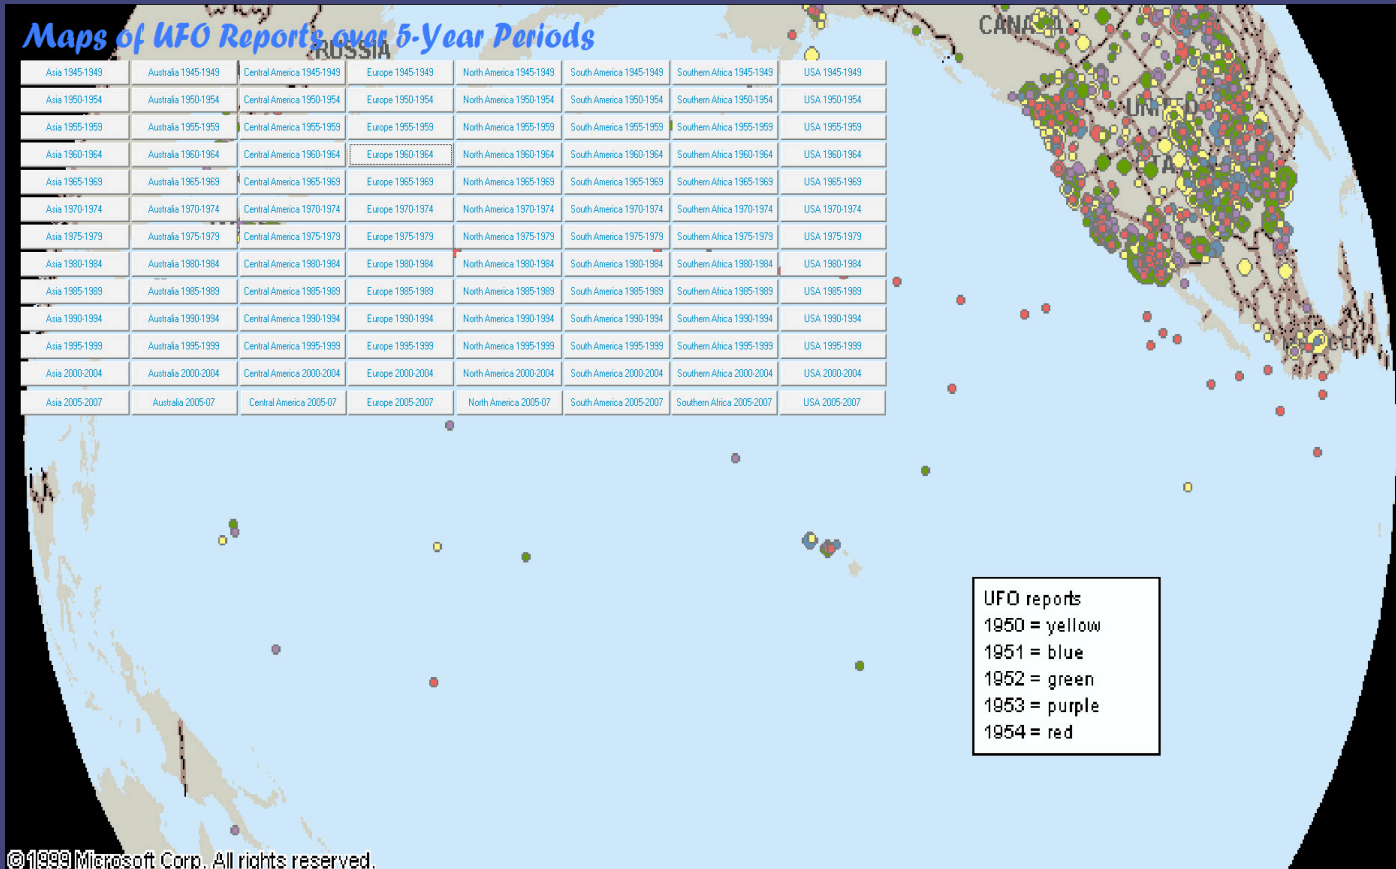 Maps of UFO Reports over 5-Year Periods
RUSSIA
CANADA
Asia 1945-1949 Australia 1945-1949 Central America 1945-1949 Europe 1945-1949 North America 1945-1949 South America 1945-1949 Southern Africa 1945-1949 USA 1945-1949
Asia 1950-1954 Australia 1950-1954 Central America 1950-1954 Europe 1950-1954 North America 1950-1954 South America 1950-1954 Southern Africa 1950-1954 USA 1950-1954
Asia 1955-1959 Australia 1955-1959 Central America 1955-1959 Europe 1955-1959 North America 1955-1959 South America 1955-1959 Southern Africa 1955-1959 USA 1955-1959
Asia 1960-1964 Australia 1960-1964 Central America 1960-1964 Europe 1960-1964 North America 1960-1964 South America 1960-1964 Southern Africa 1960-1964 USA 1960-1964
Asia 1965-1969 Australia 1965-1969 Central America 1965-1969 Europe 1965-1969 North America 1965-1969 South America 1965-1969 Southern Africa 1965-1969 USA 1965-1969
Asia 1970-1974 Australia 1970-1974 Central America 1970-1974 Europe 1970-1974 North America 1970-1974 South America 1970-1974 Southern Africa 1970-1974 USA 1970-1974
Asia 1975-1979 Australia 1975-1979 Central America 1975-1979 Europe 1975-1979 North America 1975-1979 South America 1975-1979 Southern Africa 1975-1979 USA 1975-1979
Asia 1980-1984 Australia 1980-1984 Central America 1980-1984 Europe 1980-1984 North America 1980-1984 South America 1980-1984 Southern Africa 1980-1984 USA 1980-1984
Asia 1985-1989 Australia 1985-1989 Central America 1985-1989 Europe 1985-1989 North America 1985-1989 South America 1985-1989 Southern Africa 1985-1989 USA 1985-1989
Asia 1990-1994 Australia 1990-1994 Central America 1990-1994 Europe 1990-1994 North America 1990-1994 South America 1990-1994 Southern Africa 1990-1994 USA 1990-1994
Asia 1995-1999 Australia 1995-1999 Central America 1995-1999 Europe 1995-1999 North America 1995-1999 South America 1995-1999 Southern Africa 1995-1999 USA 1995-1999
Asia 2000-2004 Australia 2000-2004 Central America 2000-2004 Europe 2000-2004 North America 2000-2004 South America 2000-2004 Southern Africa 2000-2004 USA 2000-2004
Asia 2005-2007 Australia 2005-07 Central America 2005-07 Europe 2005-2007 North America 2005-07 South America 2005-2007 Southern Africa 2005-2007 USA 2005-2007
UFO reports
1950 = yellow
1951 = blue
1952 = green
1953 = purple
1954 = red
© 1999 Microsoft Corp. All rights reserved.